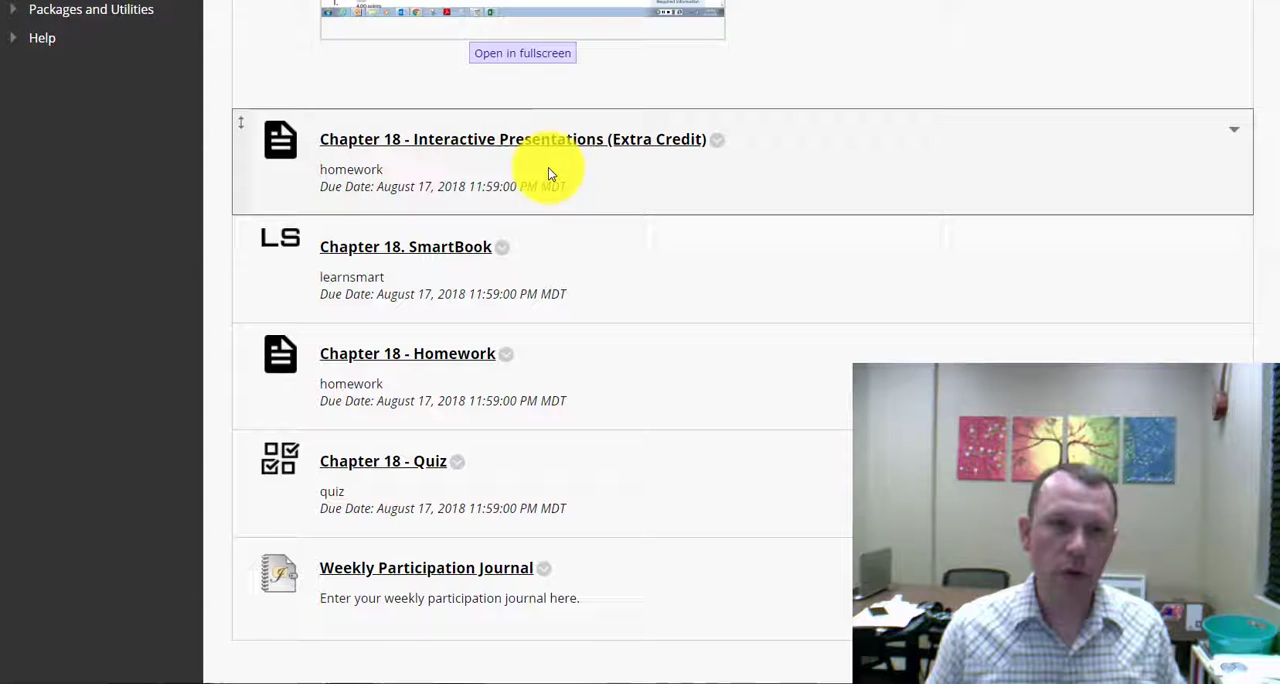 Packages and Utilities
Help
Required Information
Open in fullscreen
Chapter 18 - Interactive Presentations (Extra Credit)
homework
Due Date: August 17, 2018 11:59:00 PM MDT
LS
Chapter 18. SmartBook
learnsmart
Due Date: August 17, 2018 11:59:00 PM MDT
Chapter 18 - Homework
homework
Due Date: August 17, 2018 11:59:00 PM MDT
Chapter 18 - Quiz
quiz
Due Date: August 17, 2018 11:59:00 PM MDT
Weekly Participation Journal
Enter your weekly participation journal here.